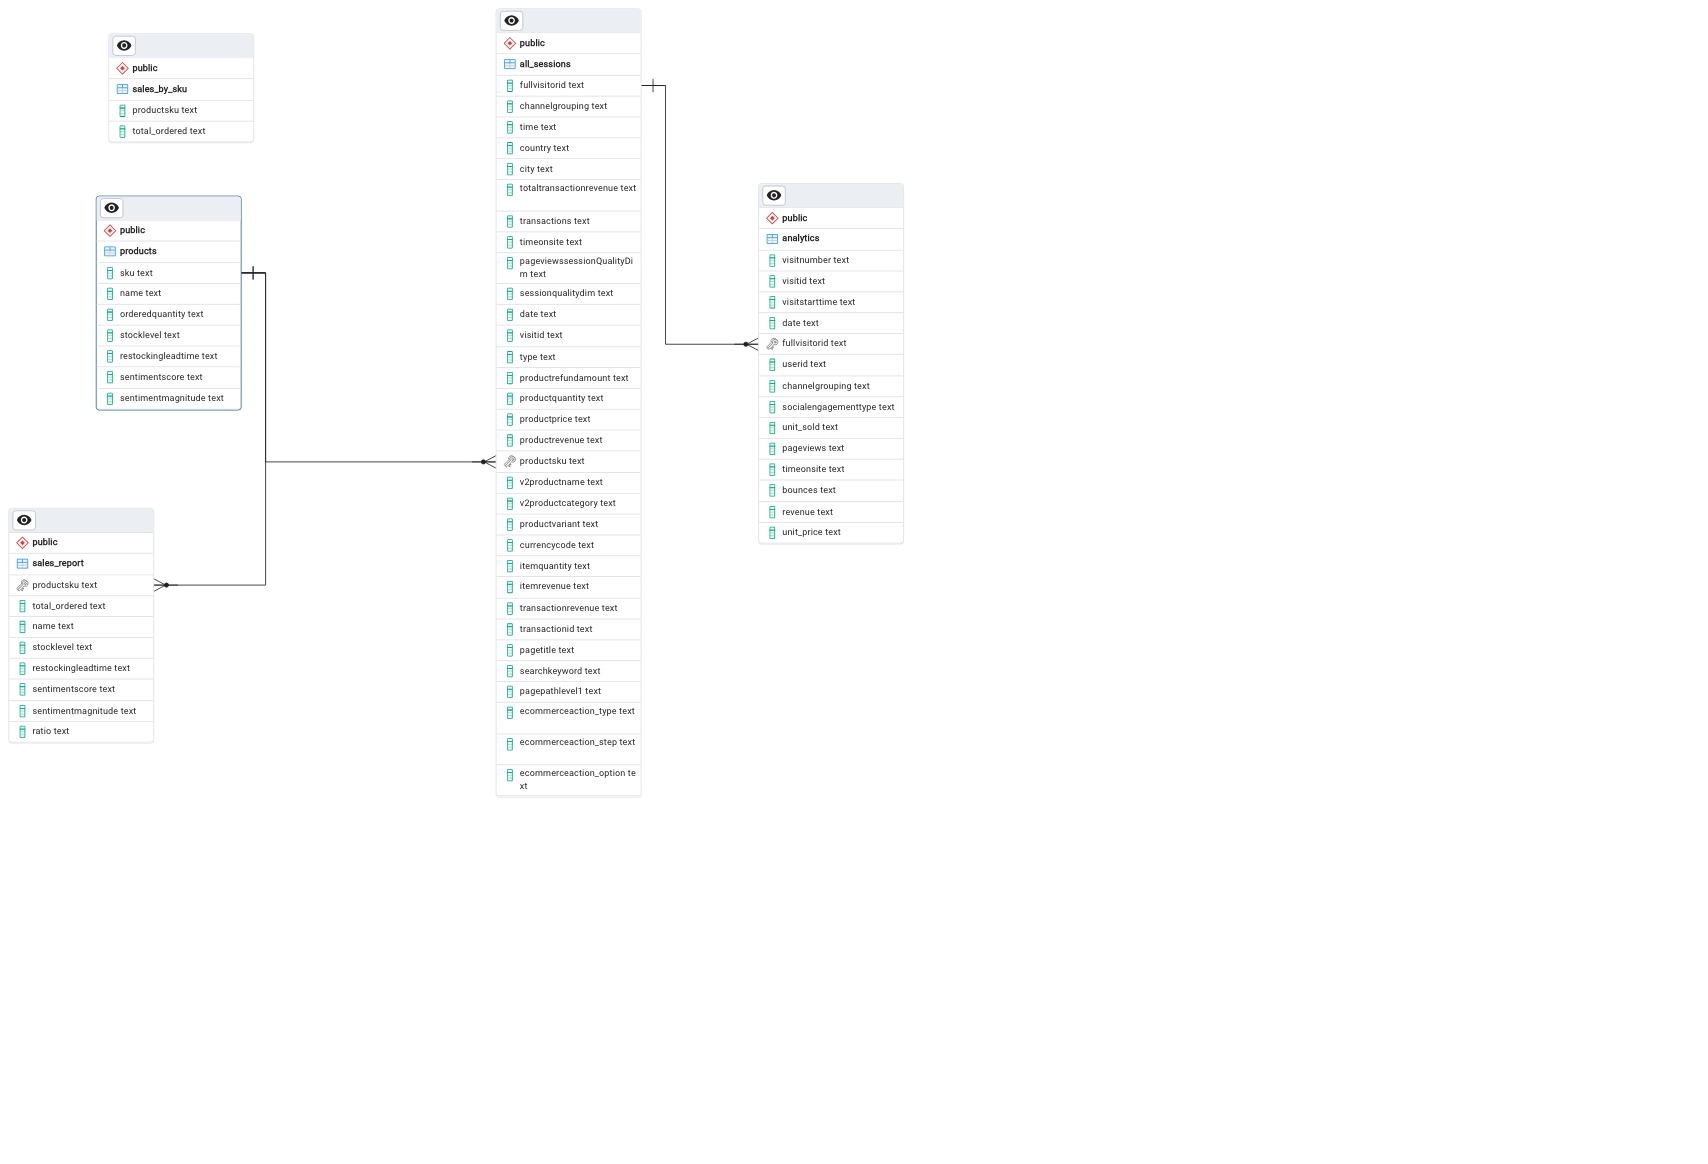 public
sales_by_sku
productsku text
total_ordered text
public
products
sku text
name text
orderedquantity text
stocklevel text
restockingleadtime text
sentimentscore text
sentimentmagnitude text
public
sales_report
productsku text
total_ordered text
name text
stocklevel text
restockingleadtime text
sentimentscore text
sentimentmagnitude text
ratio text
public
all_sessions
fullvisitorid text
channelgrouping text
time text
country text
city text
totaltransactionrevenue text
transactions text
timeonsite text
pageviewssessionQualityDi
m text
sessionqualitydim text
date text
visitid text
type text
productrefundamount text
productquantity text
productprice text
productrevenue text
productsku text
v2productname text
v2productcategory text
productvariant text
currencycode text
itemquantity text
itemrevenue text
transactionrevenue text
transactionid text
pagetitle text
searchkeyword text
pagepathlevel1 text
ecommerceaction_type text
ecommerceaction_step text
ecommerceaction_option te
xt
public
analytics
visitnumber text
visitid text
visitstarttime text
date text
fullvisitorid text
userid text
channelgrouping text
socialengagementtype text
unit_sold text
pageviews text
timeonsite text
bounces text
revenue text
unit_price text